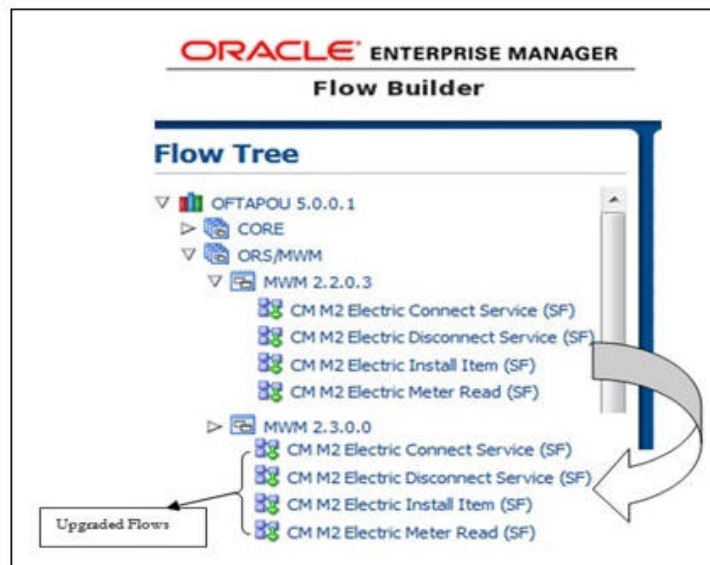 ORACLE ENTERPRISE MANAGER
Flow Builder
Flow Tree
OFTAPOU 5.0.0.1
CORE
ORS/MWM
MWM 2.2.0.3
CM M2 Electric Connect Service (SF)
CM M2 Electric Disconnect Service (SF)
CM M2 Electric Install Item (SF)
CM M2 Electric Meter Read (SF)
MWM 2.3.0.0
CM M2 Electric Connect Service (SF)
CM M2 Electric Disconnect Service (SF)
CM M2 Electric Install Item (SF)
CM M2 Electric Meter Read (SF)
Upgraded Flows